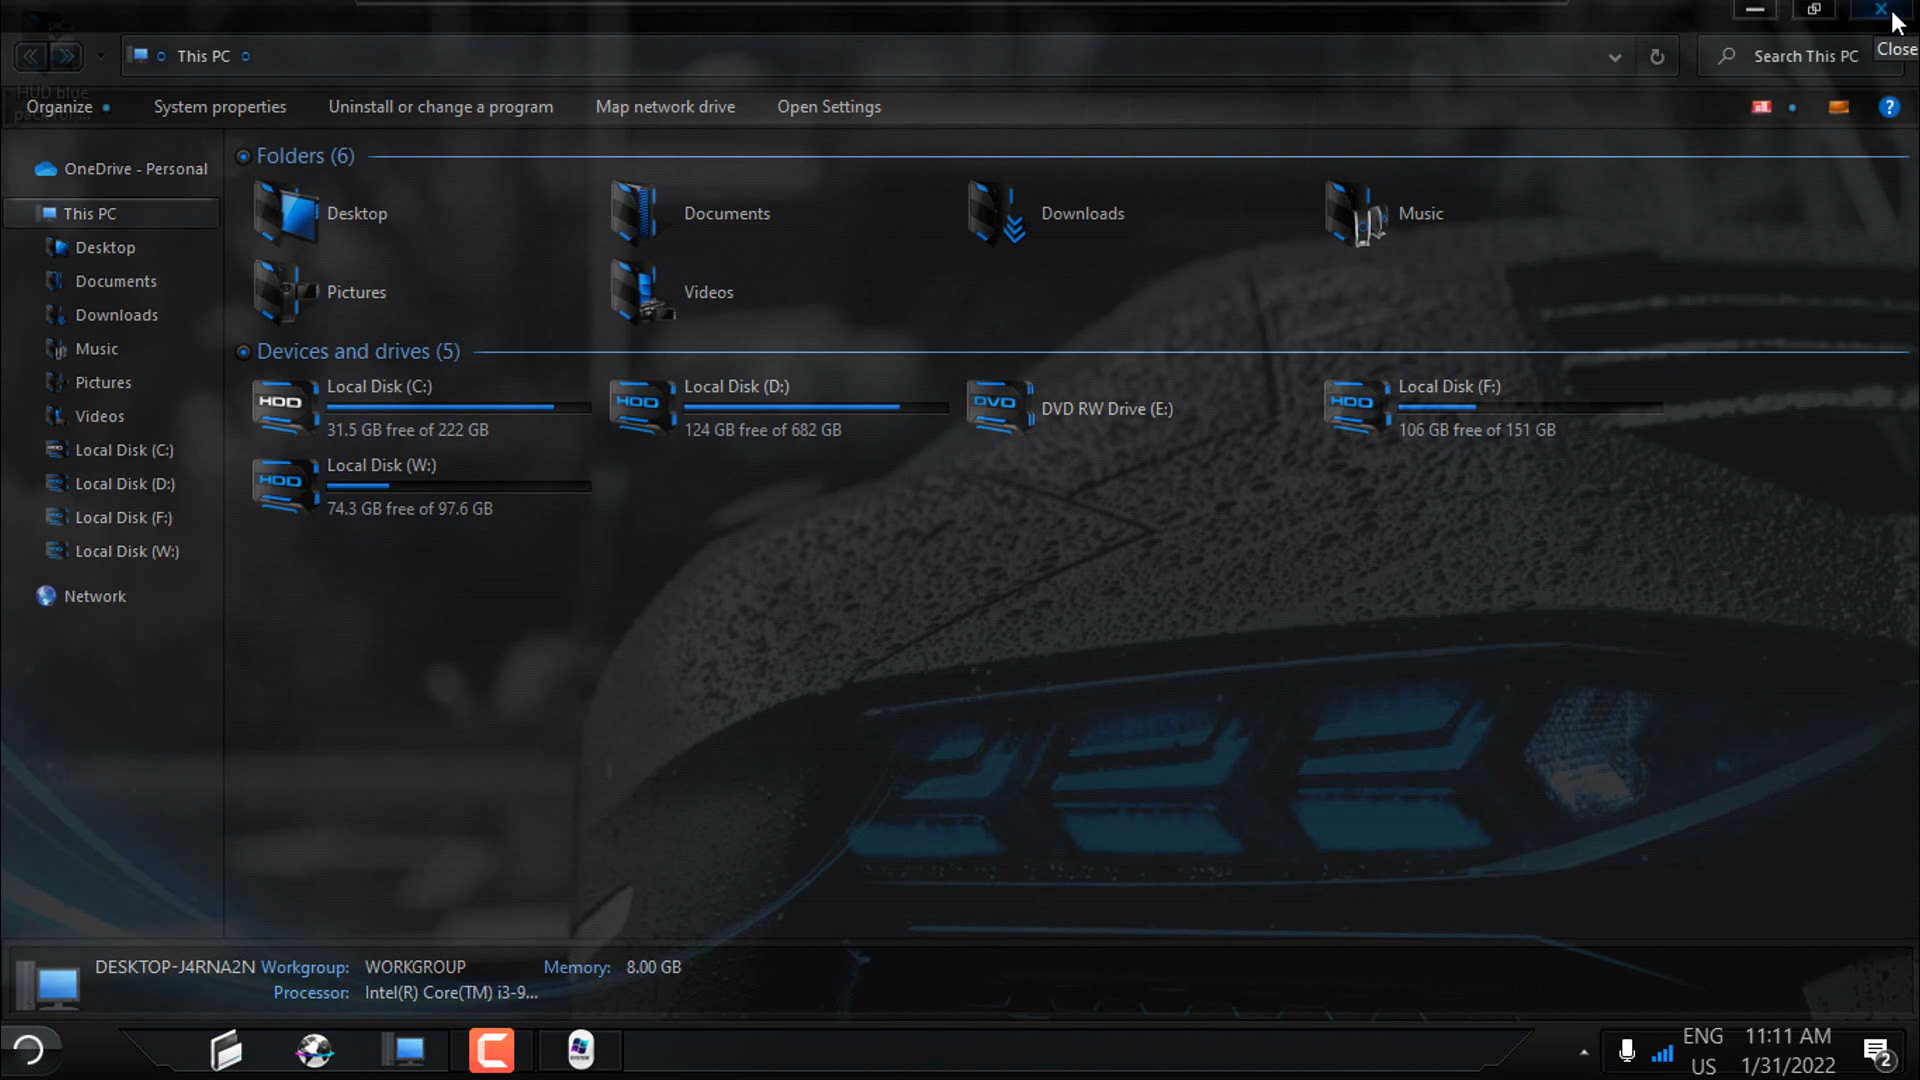 Close
This PC
Search This PC
HUD blue
Organize
System properties
Uninstall or change a program
Map network drive
Open Settings
?
OneDrive - Personal
This PC
Desktop
Documents
Downloads
Music
Pictures
Videos
Local Disk (C:)
Local Disk (D:)
Local Disk (F:)
Local Disk (W:)
Network
Folders (6)
Desktop
Documents
Downloads
Music
Pictures
Videos
Devices and drives (5)
HDD
Local Disk (C:)
31.5 GB free of 222 GB
HDD
Local Disk (D:)
124 GB free of 682 GB
DVD
DVD RW Drive (E:)
HDD
Local Disk (F:)
106 GB free of 151 GB
HDD
Local Disk (W:)
74.3 GB free of 97.6 GB
DESKTOP-J4RNA2N Workgroup: WORKGROUP Memory: 8.00 GB
Processor: Intel(R) Core(TM) i3-9...
SYSTEM
ENG
US
11:11 AM
1/31/2022
2